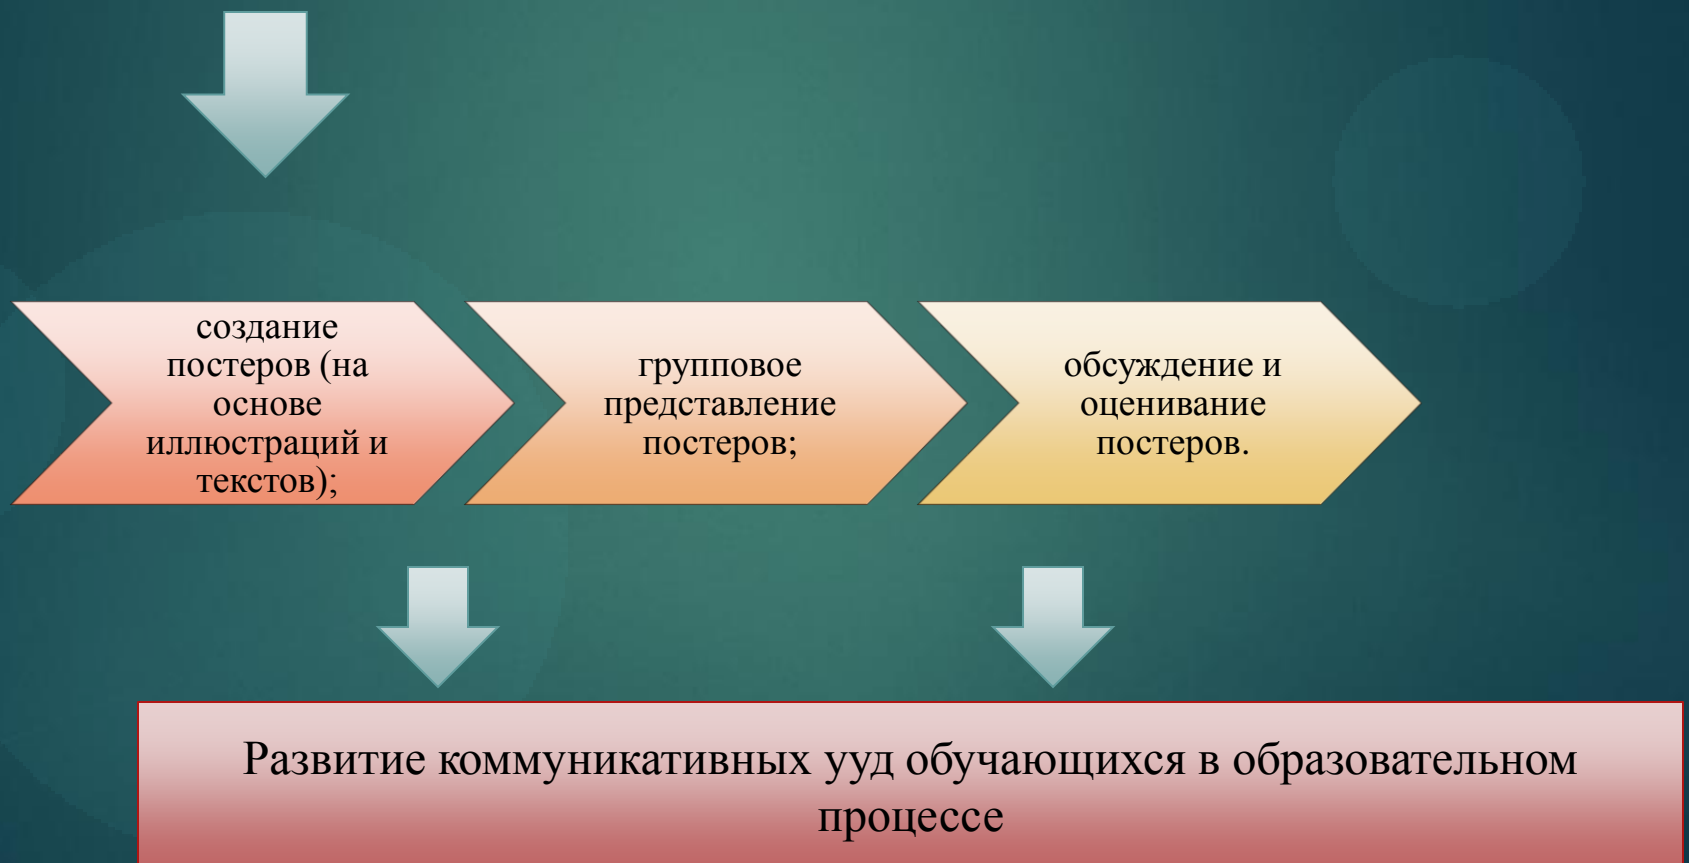 создание
постеров (на
основе
иллюстраций и
текстов);
групповое
представление
постеров;
обсуждение и
оценивание
постеров.
Развитие коммуникативных ууд обучающихся в образовательном
процессе